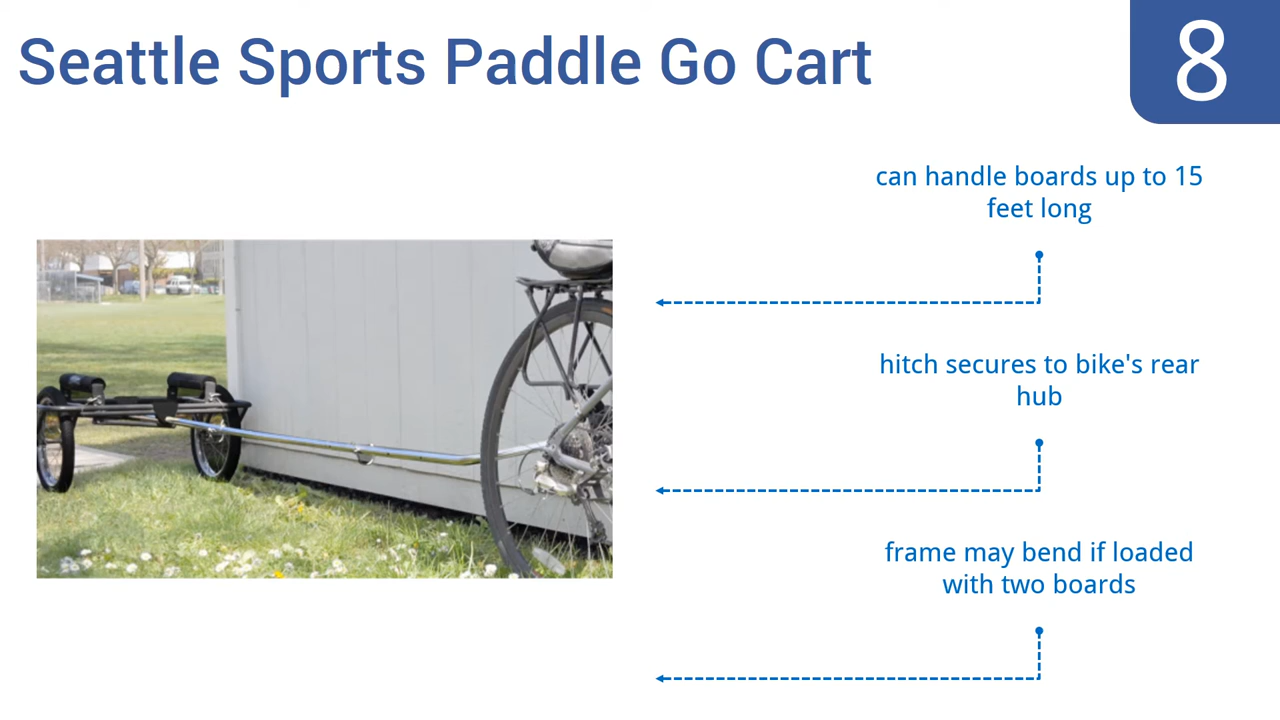 Seattle Sports Paddle Go Cart
8
can handle boards up to 15
feet long
hitch secures to bike's rear
hub
frame may bend if loaded
with two boards